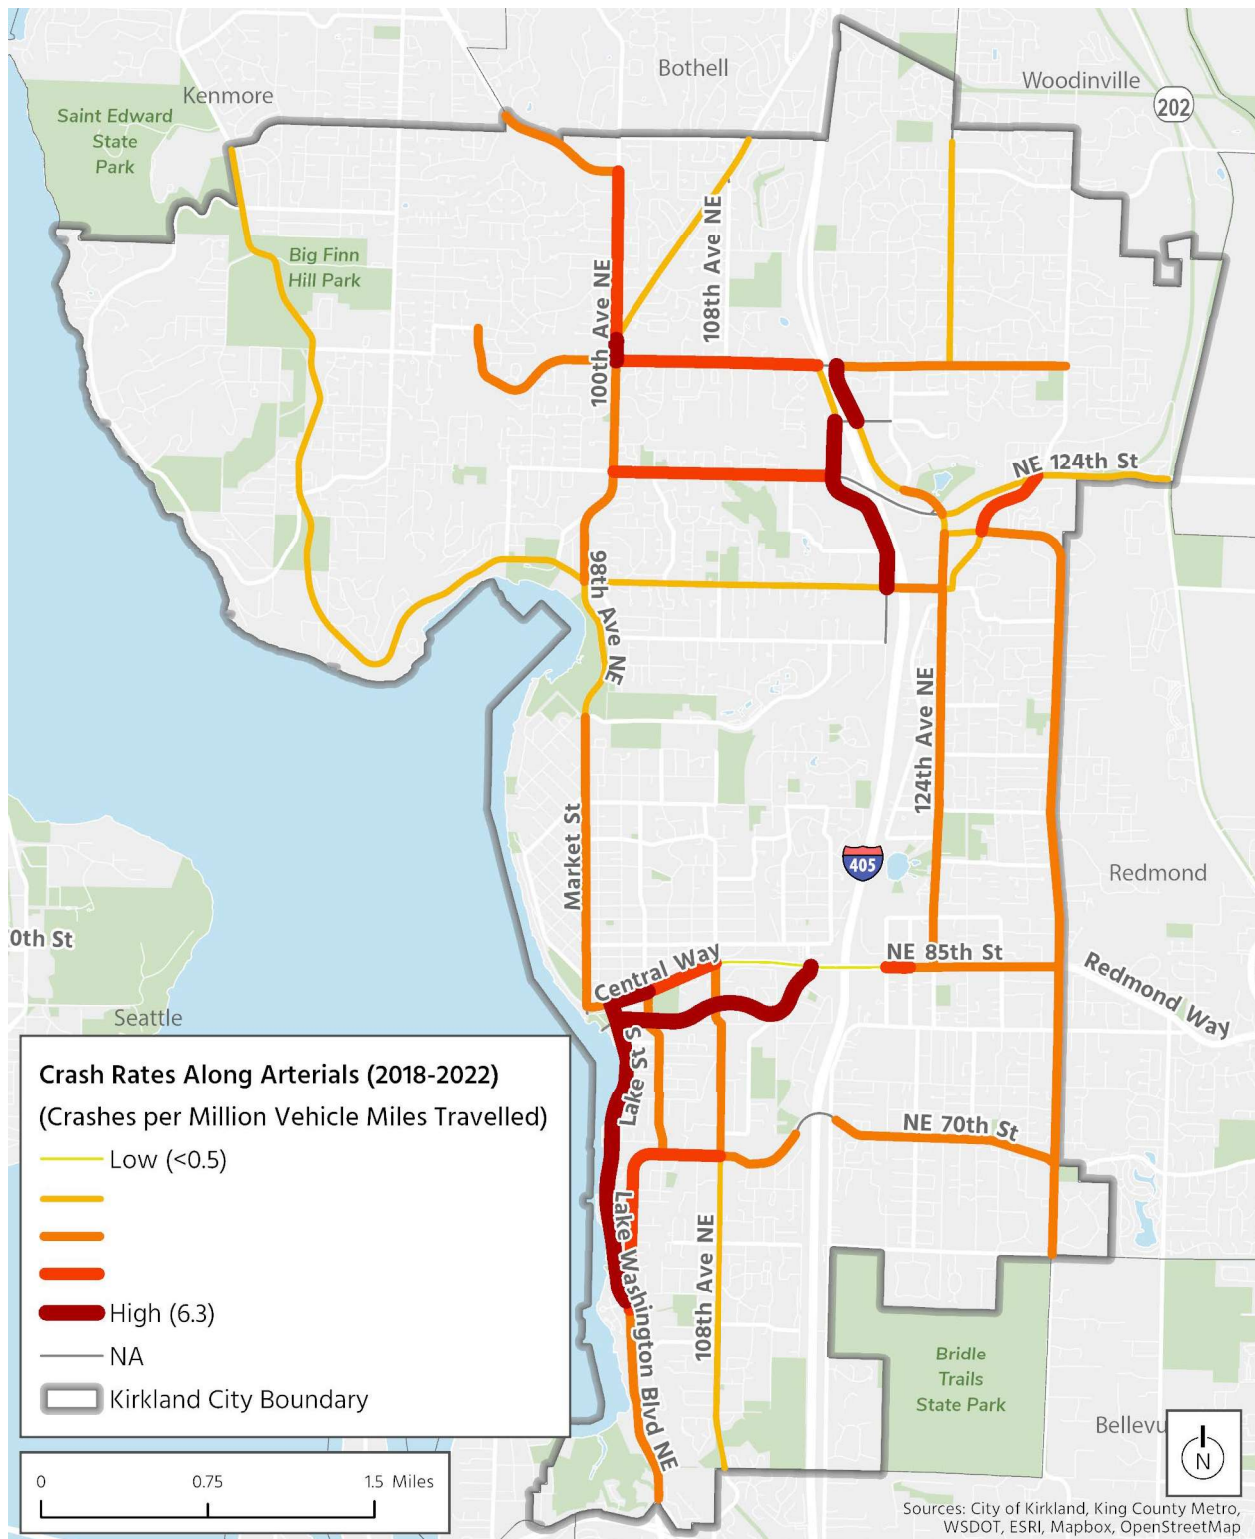 Bothell
Woodinville
Kenmore
202
Saint Edward
State
Park
108th Ave NE
Big Finn
Hill Park
100th Ave NE
NE 124th St
98th Ave NE
124th Ave NE
Market St
405
Redmond
0th St
Central Way
NE 85th St
Redmond Way
Seattle
Lake St S
NE 70th St
Lake Washington Blvd NE
108th Ave NE
Bridle
Trails
State Park
Bellevu
Crash Rates Along Arterials (2018-2022)
(Crashes per Million Vehicle Miles Travelled)
Low (<0.5)
High (6.3)
NA
Kirkland City Boundary
0 0.75 1.5 Miles
N
Sources: City of Kirkland, King County Metro,
WSDOT, ESRI, Mapbox, OpenStreetMap